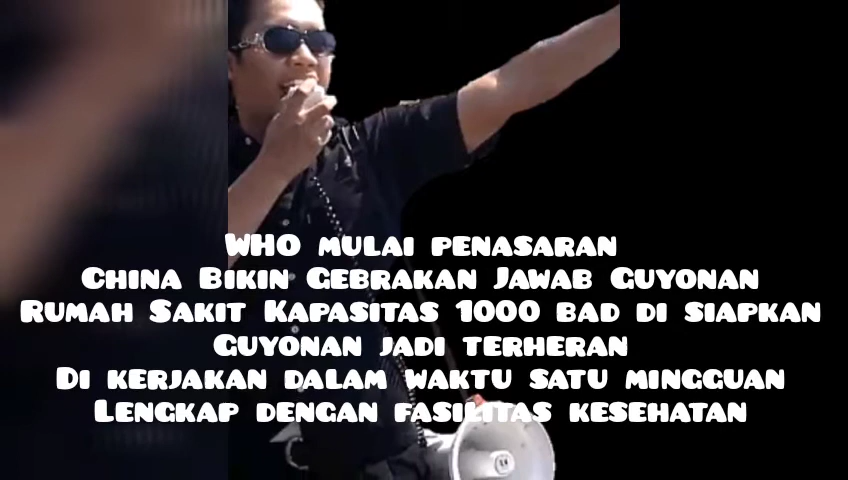 WHO mulai penasaran
China Bikin Gebrakan Jawab Guyonan
Rumah Sakit Kapasitas 1000 bad di siapkan
Guyonan jadi terheran
Di kerjakan dalam waktu satu mingguan
Lengkap dengan fasilitas kesehatan